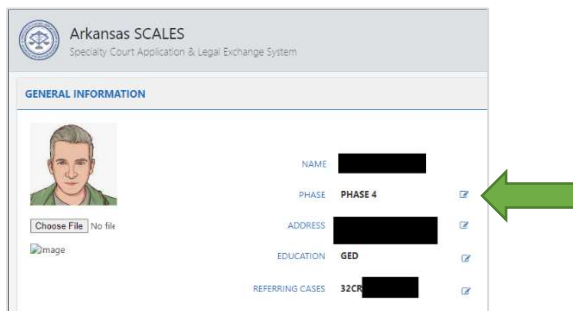 Arkansas SCALES
Specialty Court Application & Legal Exchange System
GENERAL INFORMATION
NAME
PHASE PHASE 4
Choose File No file
ADDRESS
image
EDUCATION GED
REFERRING CASES 32CR